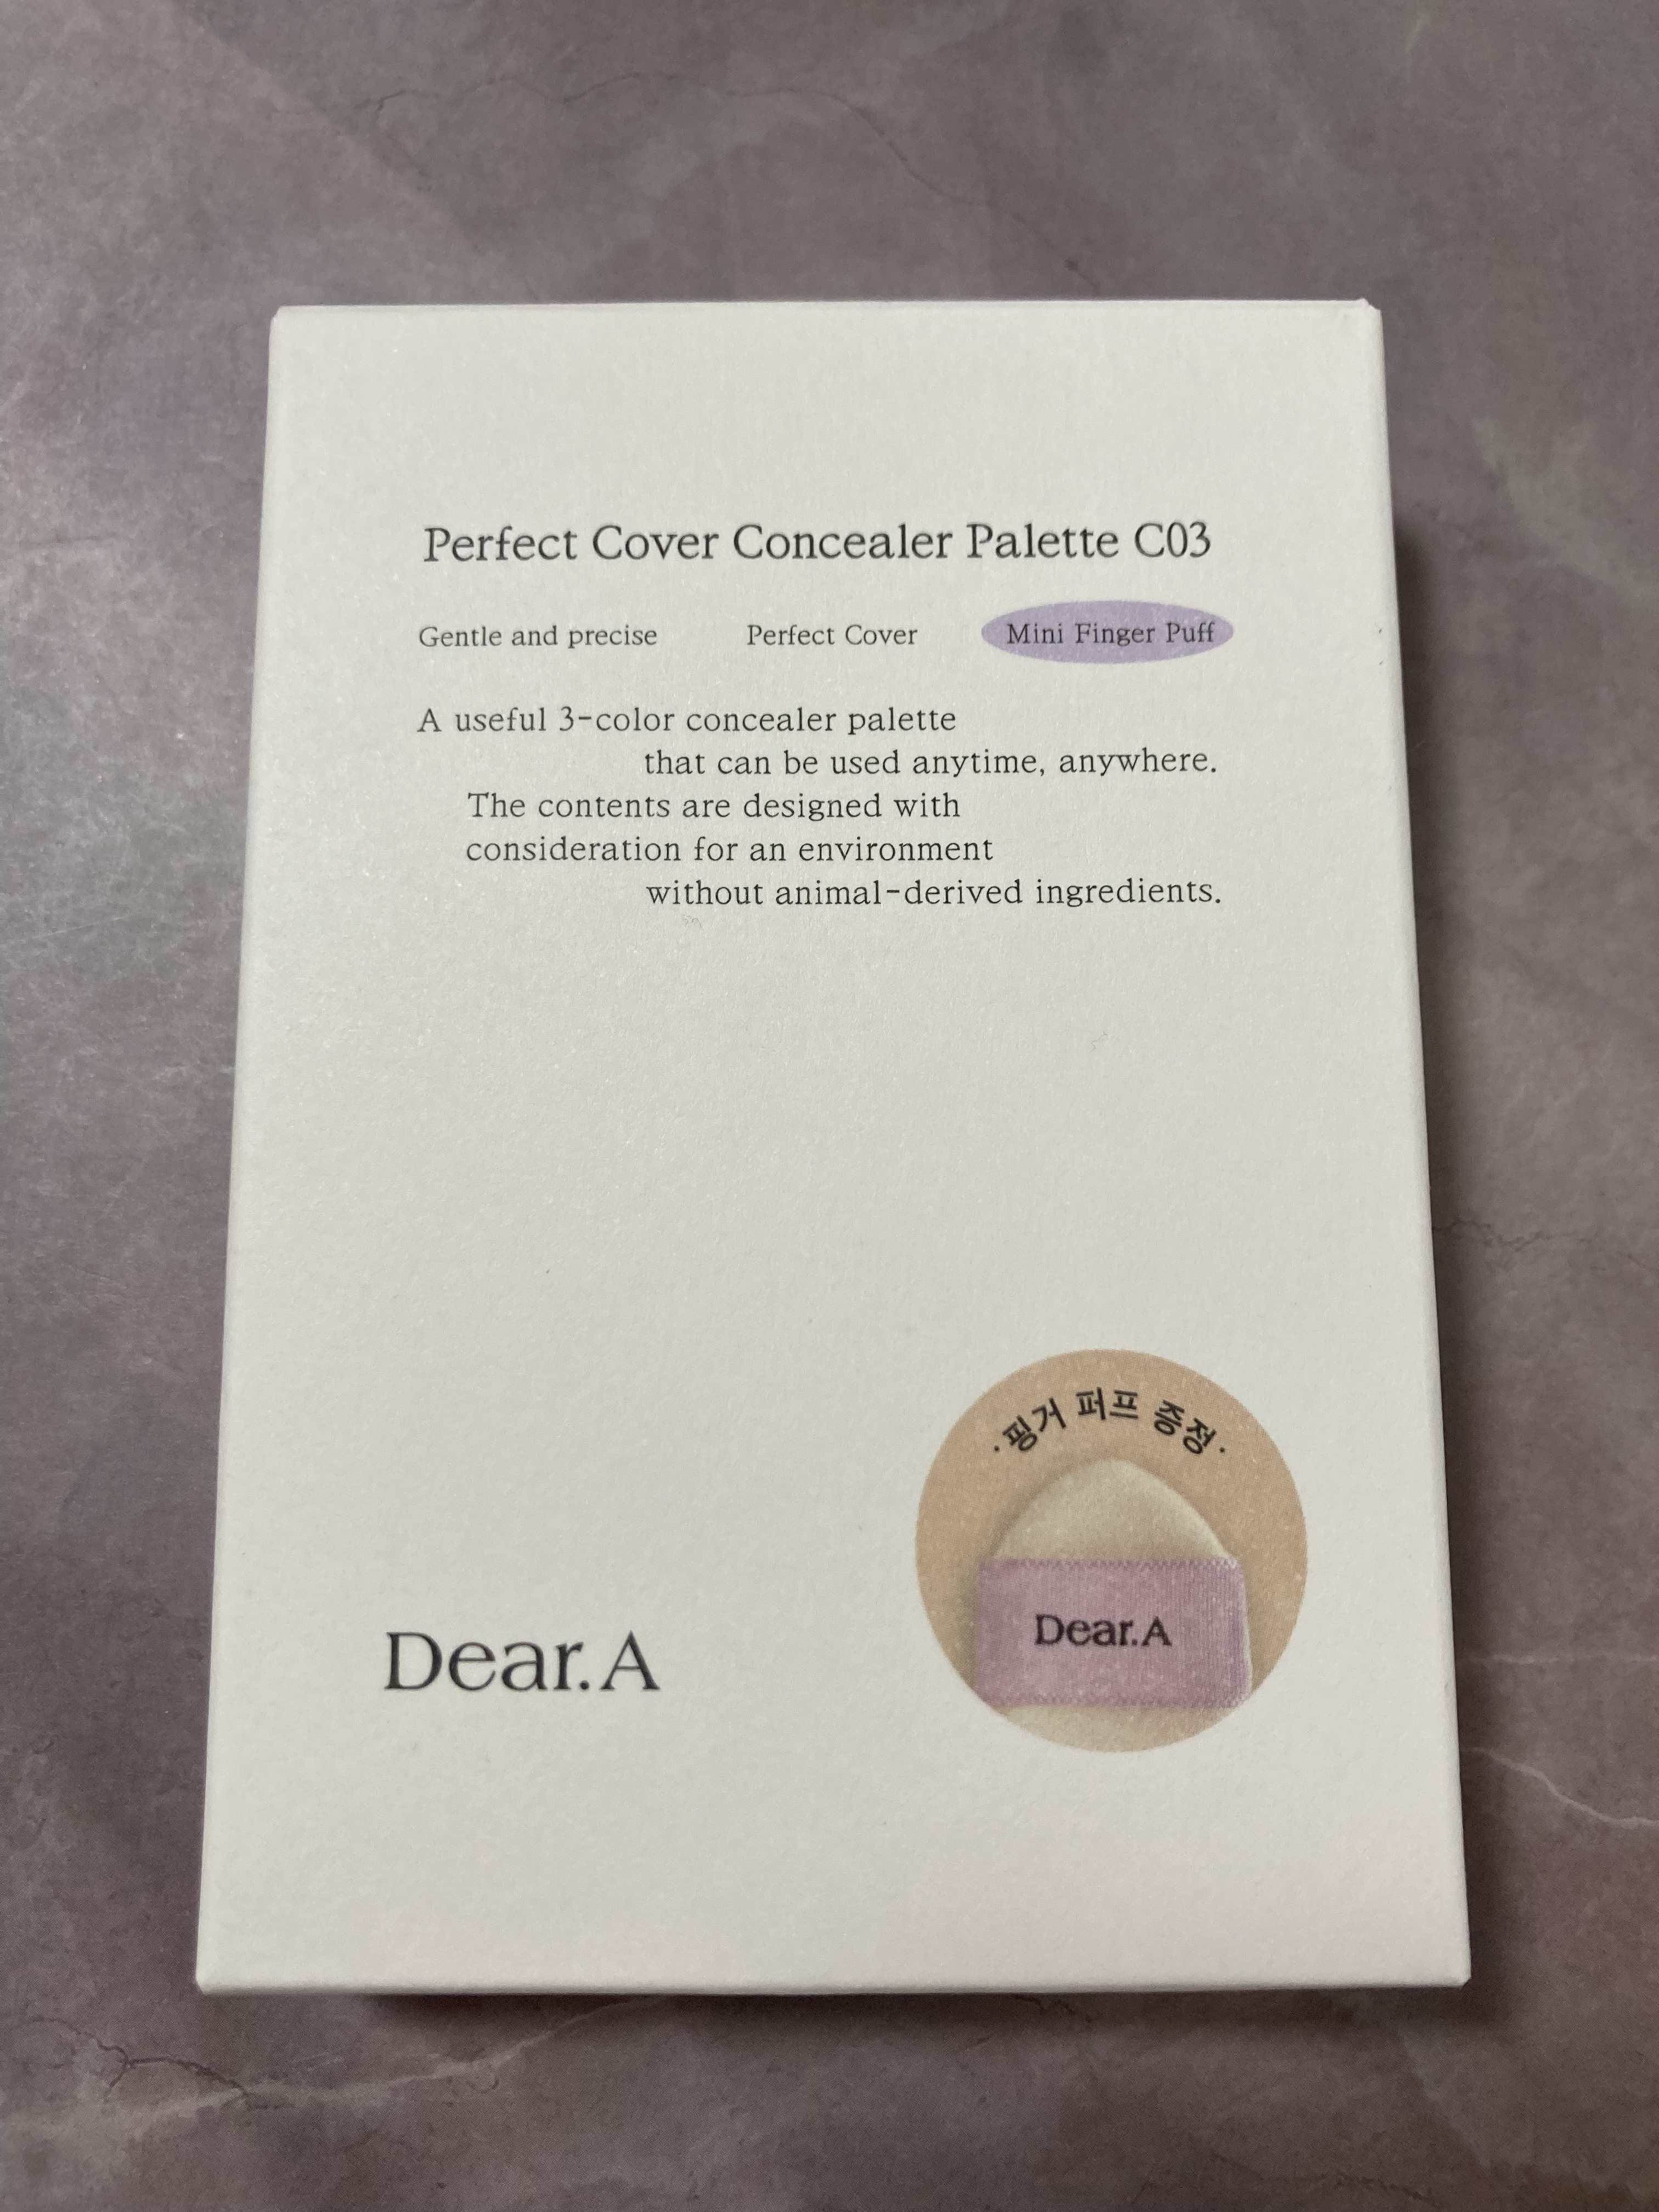 Perfect Cover Concealer Palette C03
Gentle and precise Perfect Cover Mini Finger Puff
A useful 3-color concealer palette
that can be used anytime, anywhere.
The contents are designed with
consideration for an environment
without animal-derived ingredients.
·핑거 퍼프 증정·
Dear.A
Dear.A